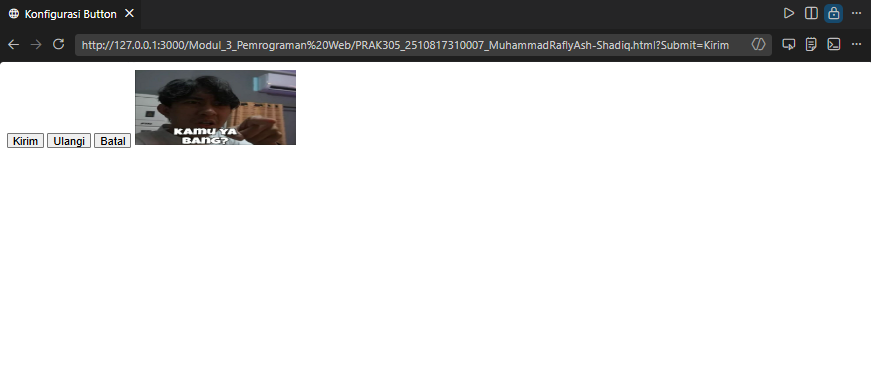 Konfigurasi Button
http://127.0.0.1:3000/Modul_3_Pemrograman%20Web/PRAK305_2510817310007_MuhammadRaflyAsh-Shadiq.html?Submit=Kirim
KAMU YA
BANG?
Kirim Ulangi Batal